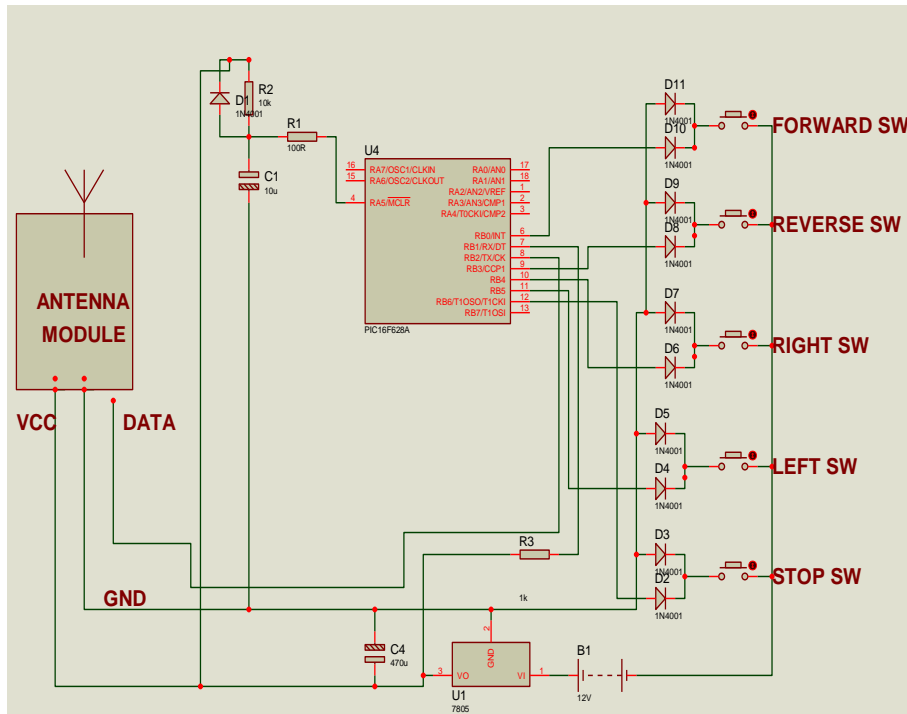 R2
10k
D1
1N4001
R1
100R
C1
10u
U4
16 RA7/OSC1/CLKIN
15 RA6/OSC2/CLKOUT
4 RA5/MCLR
RA0/AN0 17
RA1/AN1 18
RA2/AN2/VREF 1
RA3/AN3/CMP1 2
RA4/T0CKI/CMP2 3
RB0/INT 6
RB1/RX/DT 7
RB2/TX/CK 8
RB3/CCP1 9
RB4 10
RB5 11
RB6/T1OSO/T1CKI 12
RB7/T1OSI 13
PIC16F628A
D11
1N4001
D10
1N4001
FORWARD SW
D9
1N4001
D8
1N4001
REVERSE SW
D7
1N4001
D6
1N4001
RIGHT SW
D5
1N4001
D4
1N4001
LEFT SW
D3
1N4001
D2
1N4001
STOP SW
ANTENNA
MODULE
VCC
DATA
GND
R3
1k
C4
470u
2
GND
3 VO
VI 1
U1
7805
B1
12V